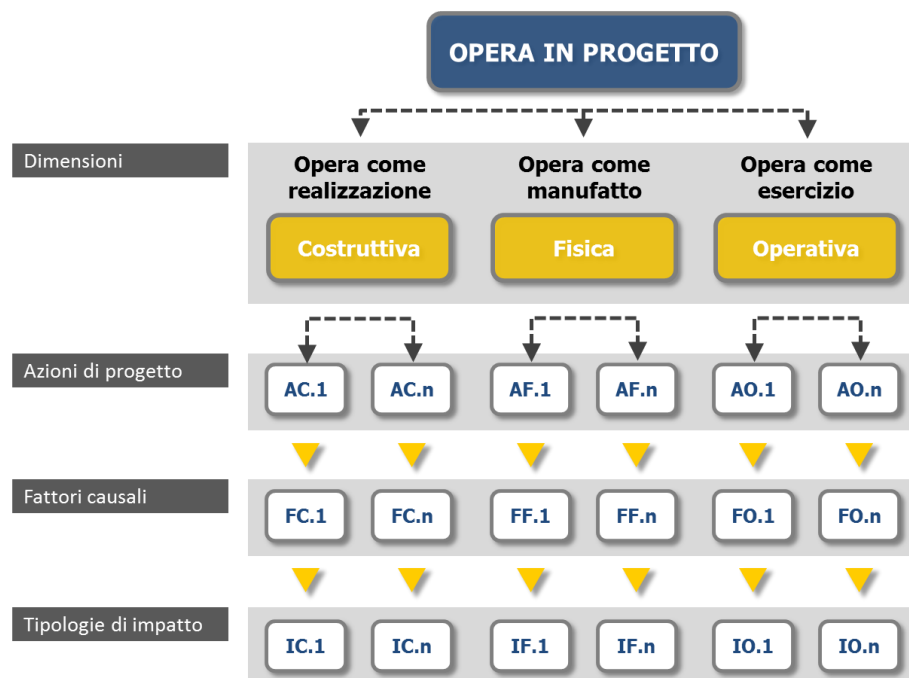 OPERA IN PROGETTO
Dimensioni
Opera come
realizzazione
Opera come
manufatto
Opera come
esercizio
Costruttiva
Fisica
Operativa
Azioni di progetto
AC.1
AC.n
AF.1
AF.n
AO.1
AO.n
Fattori causali
FC.1
FC.n
FF.1
FF.n
FO.1
FO.n
Tipologie di impatto
IC.1
IC.n
IF.1
IF.n
IO.1
IO.n